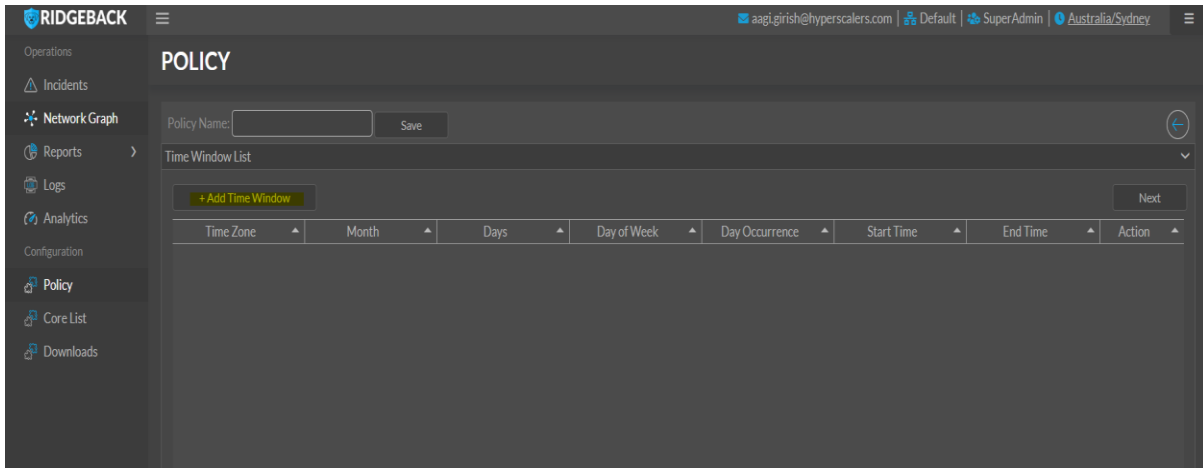 RIDGEBACK
aagi.girish@hyperscalers.com | Default | SuperAdmin | Australia/Sydney
Operations
Incidents
Network Graph
Reports
Logs
Analytics
Configuration
Policy
Core List
Downloads
POLICY
Policy Name: Save
Time Window List
+ Add Time Window Next
Time Zone Month Days Day of Week Day Occurrence Start Time End Time Action